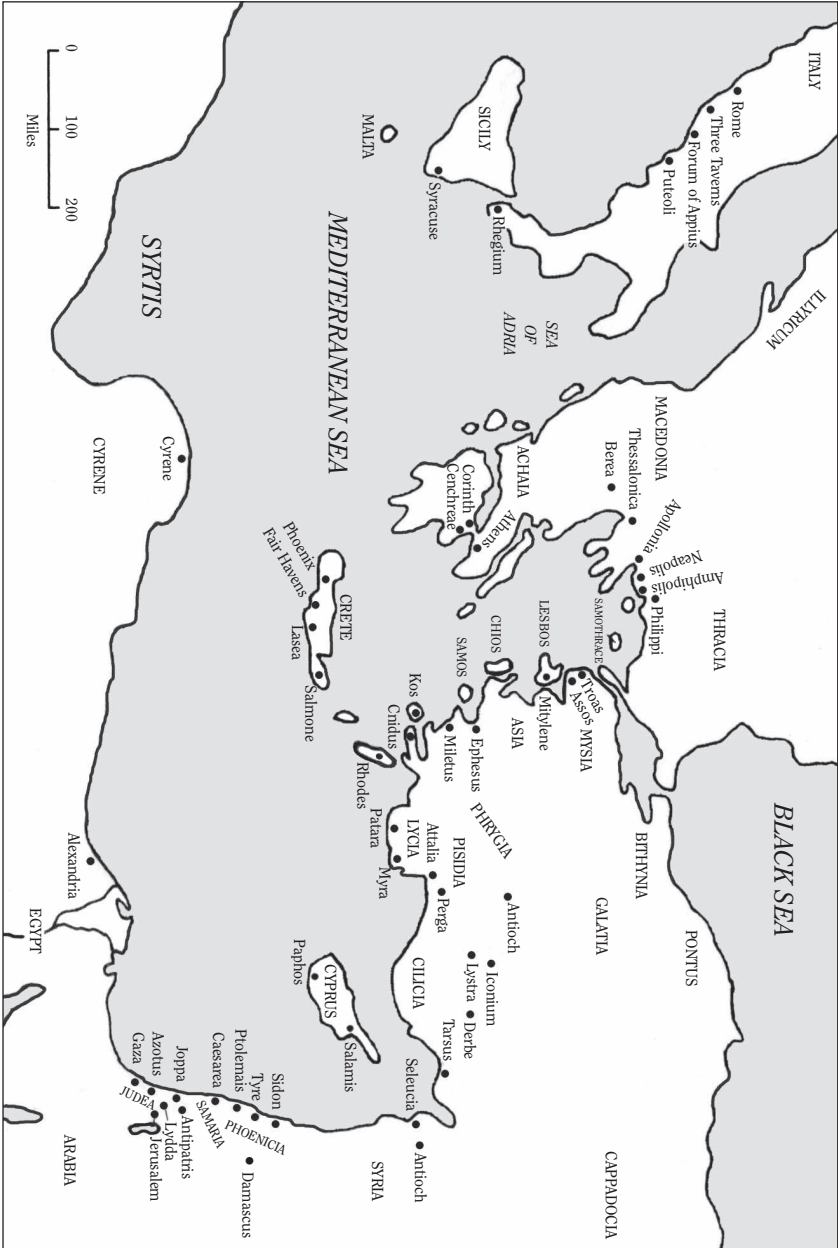 ITALY
Rome
Three Taverns
Forum of Appius
Puteoli
SICILY
Syracuse
Rhegium
MALTA
0
100
200
Miles
ILLYRICUM
SEA
OF
ADRIA
MEDITERRANEAN SEA
SYRTIS
MACEDONIA
Thessalonica
Berea
Apollonia
Neapolis
Amphipolis
Philippi
THRACIA
BLACK SEA
ACHAIA
Corinth
Cenchreae
Athens
CYRENE
Cyrene
Phoenix
Fair Havens
CRETE
Lasea
Salmone
SAMOTHRACE
LESBOS
CHIOS
SAMOS
Troas
Assos
MYSIA
Mitylene
ASIA
Ephesus
Miletus
Kos
Cnidus
Rhodes
PHRYGIA
BITHYNIA
GALATIA
PONTUS
Patara
LYCIA
Myra
Attalia
PISIDIA
Perga
Antioch
Iconium
Lystra
Derbe
CILICIA
Tarsus
CAPPADOCIA
Paphos
CYPRUS
Salamis
Seleucia
Antioch
SYRIA
Alexandria
EGYPT
Sidon
Tyre
Ptolemais
Caesarea
Joppa
Azotus
Gaza
PHOENICIA
SAMARIA
JUDEA
Antipatris
Lydda
Jerusalem
Damascus
ARABIA